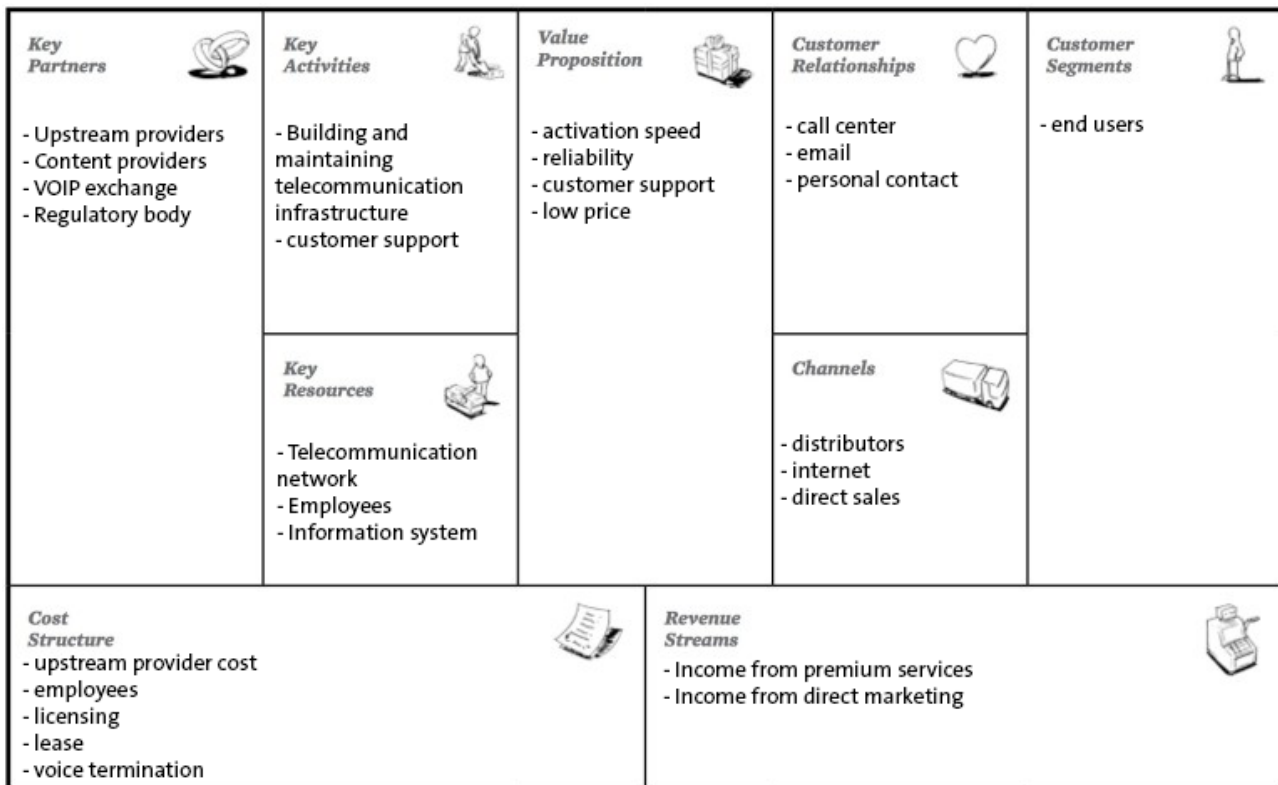 Key
Partners
- Upstream providers
- Content providers
- VOIP exchange
- Regulatory body
Key
Activities
- Building and
maintaining
telecommunication
infrastructure
- customer support
Key
Resources
- Telecommunication
network
- Employees
- Information system
Value
Proposition
- activation speed
- reliability
- customer support
- low price
Customer
Relationships
- call center
- email
- personal contact
Channels
- distributors
- internet
- direct sales
Customer
Segments
- end users
Cost
Structure
- upstream provider cost
- employees
- licensing
- lease
- voice termination
Revenue
Streams
- Income from premium services
- Income from direct marketing